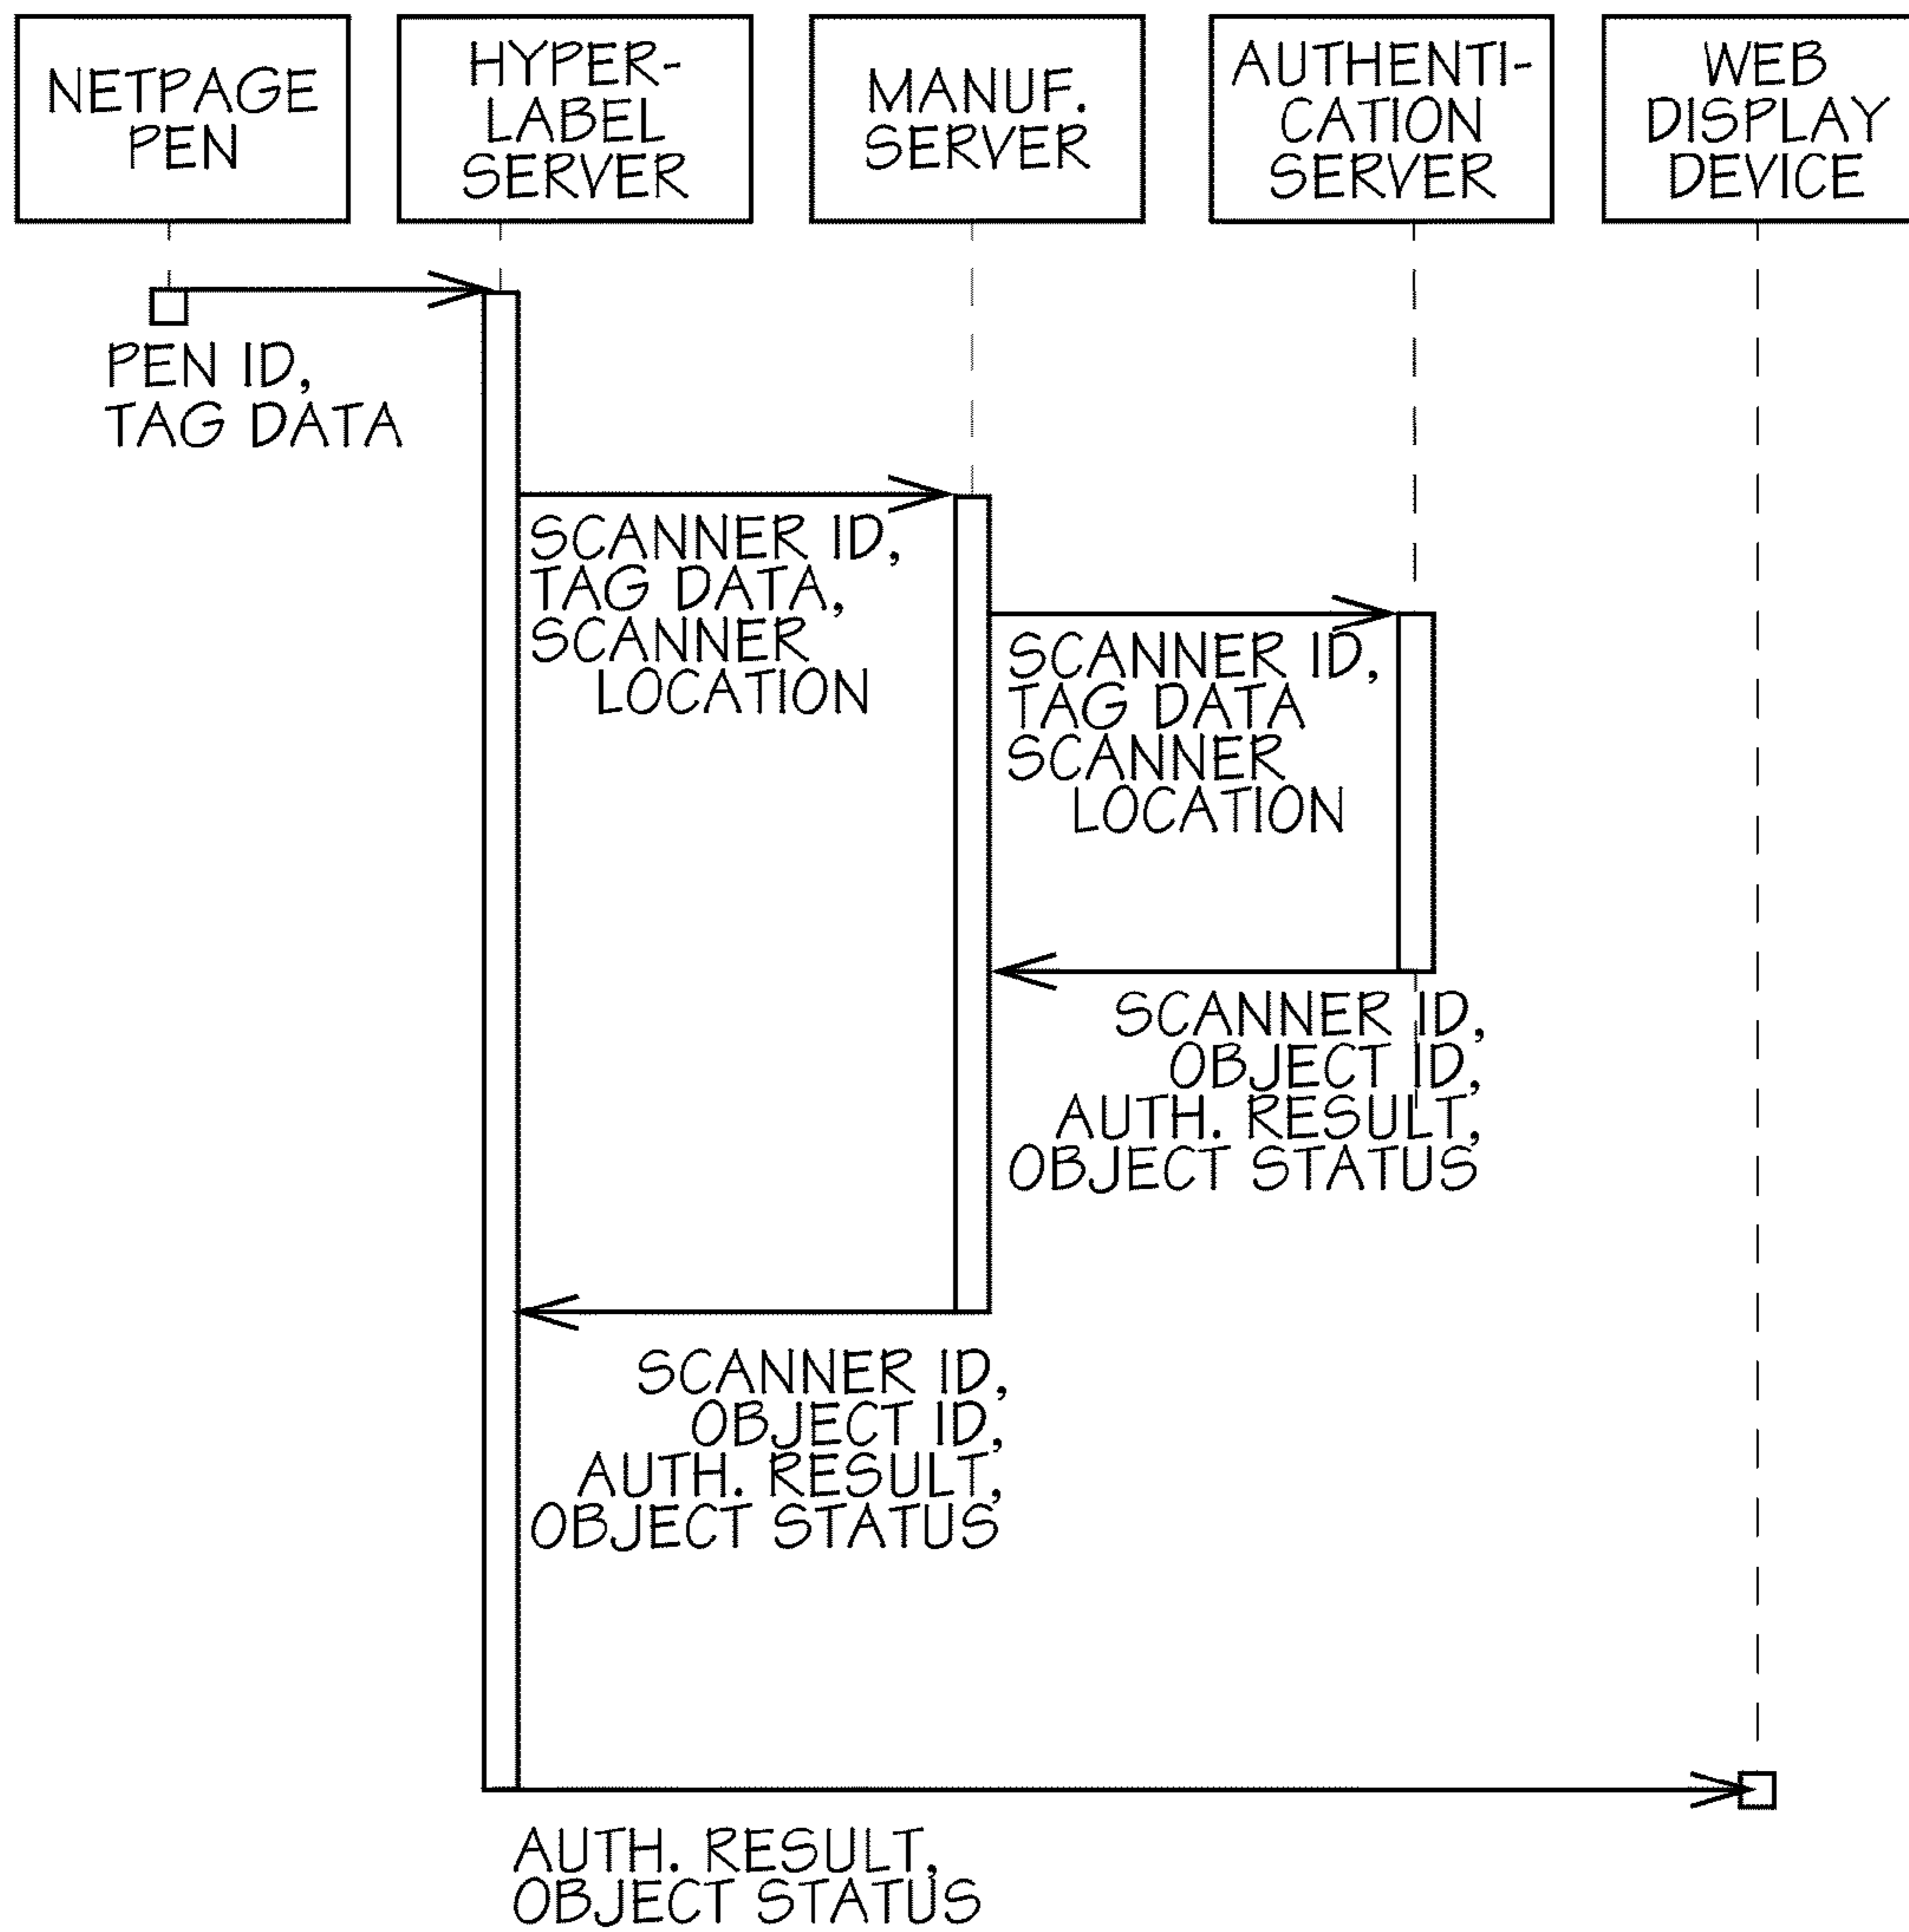 NETPAGE
PEN
HYPER-
LABEL
SERVER
MANUF.
SERVER
AUTHENTI-
CATION
SERVER
WEB
DISPLAY
DEVICE
PEN ID,
TAG DATA
SCANNER ID,
TAG DATA,
SCANNER
LOCATION
SCANNER ID,
TAG DATA
SCANNER
LOCATION
SCANNER ID,
OBJECT ID,
AUTH. RESULT,
OBJECT STATUS
SCANNER ID,
OBJECT ID,
AUTH. RESULT,
OBJECT STATUS
AUTH. RESULT,
OBJECT STATUS